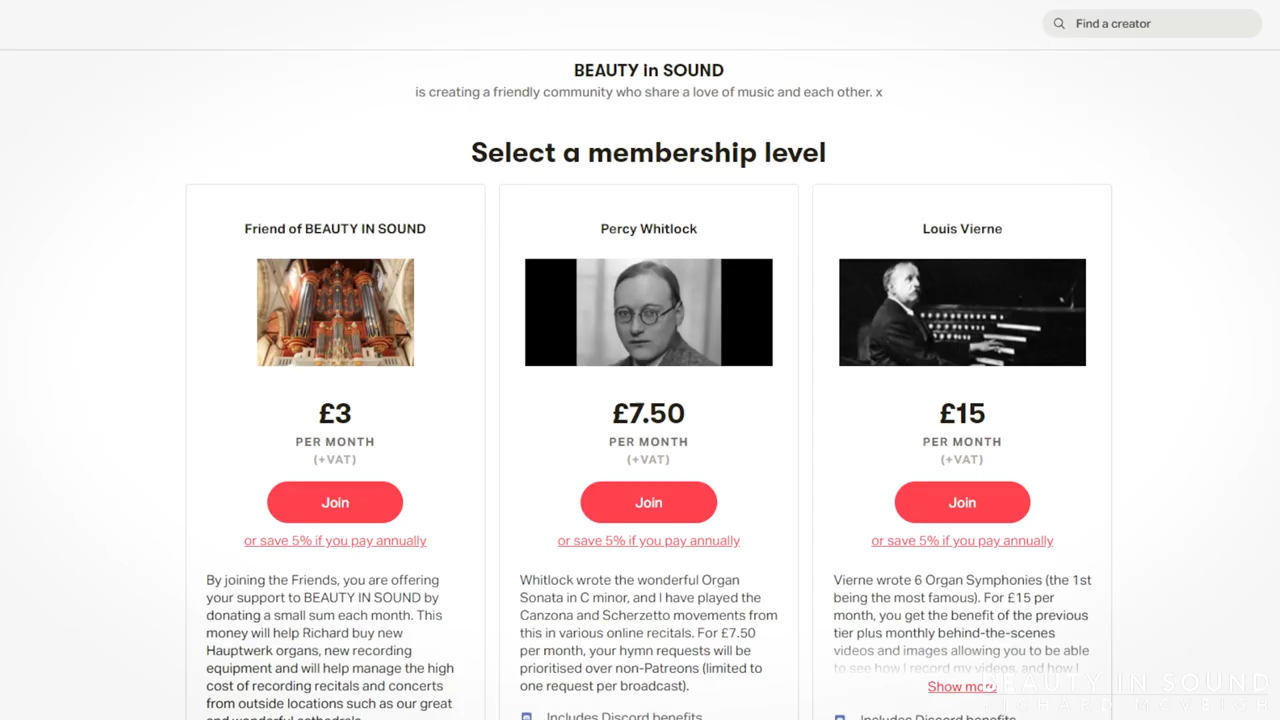 Find a creator
BEAUTY in SOUND
is creating a friendly community who share a love of music and each other. x
Select a membership level
Friend of BEAUTY IN SOUND
£3
PER MONTH
(+VAT)
Join
or save 5% if you pay annually
By joining the Friends, you are offering
your support to BEAUTY IN SOUND by
donating a small sum each month. This
money will help Richard buy new
Hauptwerk organs, new recording
equipment and will help manage the high
cost of recording recitals and concerts
from outside locations such as our great
and wonderful cathedrals.
Percy Whitlock
£7.50
PER MONTH
(+VAT)
Join
or save 5% if you pay annually
Whitlock wrote the wonderful Organ
Sonata in C minor, and I have played the
Canzona and Scherzetto movements from
this in various online recitals. For £7.50
per month, your hymn requests will be
prioritised over non-Patreons (limited to
one request per broadcast).
Includes Discord benefits
Louis Vierne
£15
PER MONTH
(+VAT)
Join
or save 5% if you pay annually
Vierne wrote 6 Organ Symphonies (the 1st
being the most famous). For £15 per
month, you get the benefit of the previous
tier plus monthly behind-the-scenes
videos and images allowing you to be able
to see how I record my videos, and how I
Show more
Includes Discord benefits
BEAUTY IN SOUND
RICHARD MCVEIGH